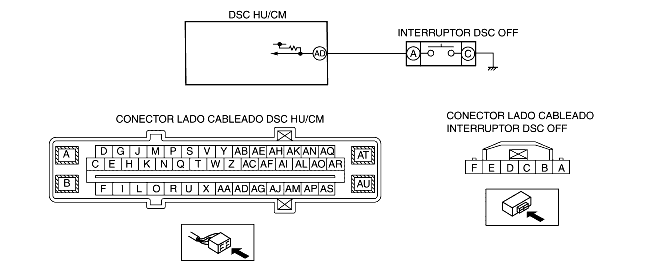 DSC HU/CM
INTERRUPTOR DSC OFF
AD
A
C
CONECTOR LADO CABLEADO DSC HU/CM
CONECTOR LADO CABLEADO
INTERRUPTOR DSC OFF
A D G J M P S V Y AB AE AH AK AN AQ AT
C E H K N Q T W Z AC AF AI AL AO AR
B F I L O R U X AA AD AG AJ AM AP AS AU
F E D C B A